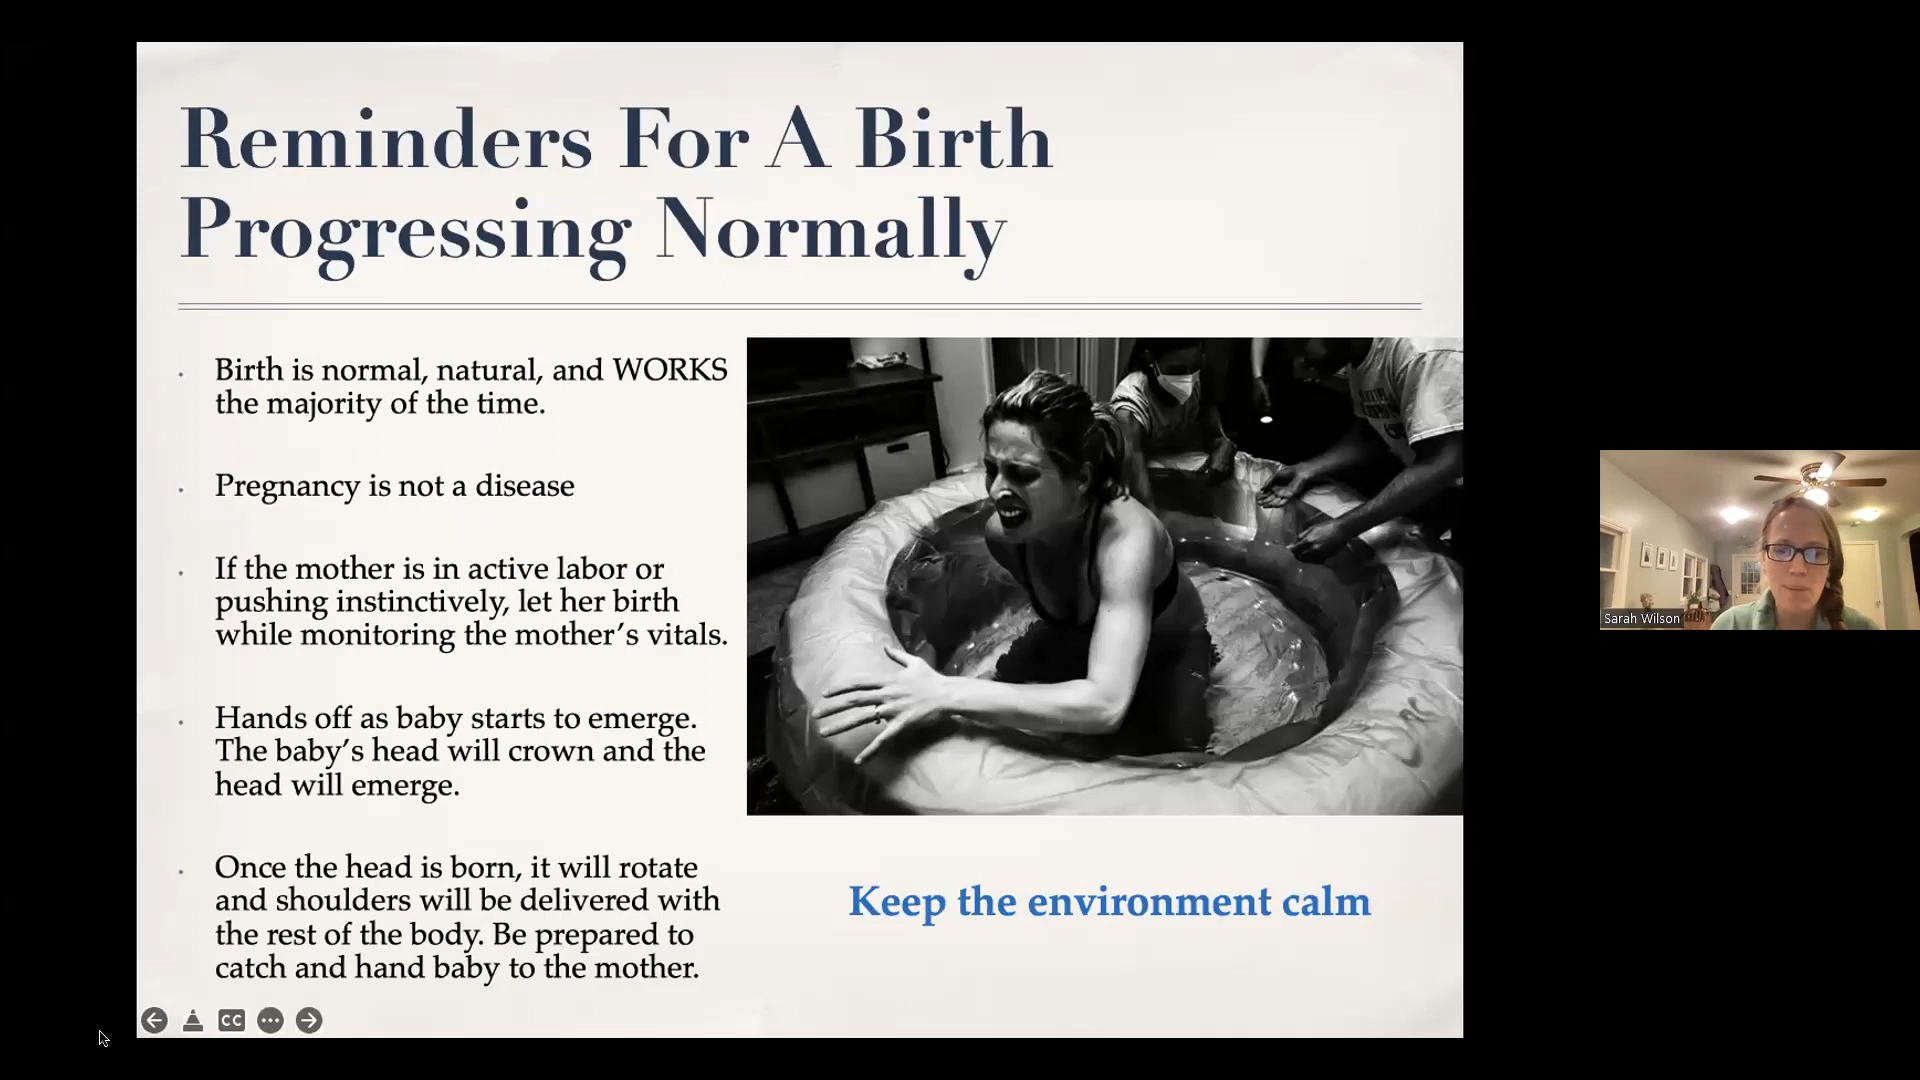 Reminders For A Birth
Progressing Normally
Birth is normal, natural, and WORKS
the majority of the time.
Pregnancy is not a disease
If the mother is in active labor or
pushing instinctively, let her birth
while monitoring the mother's vitals.
Hands off as baby starts to emerge.
The baby's head will crown and the
head will emerge.
Once the head is born, it will rotate
and shoulders will be delivered with
the rest of the body. Be prepared to
catch and hand baby to the mother.
Keep the environment calm
CC
Sarah Wilson